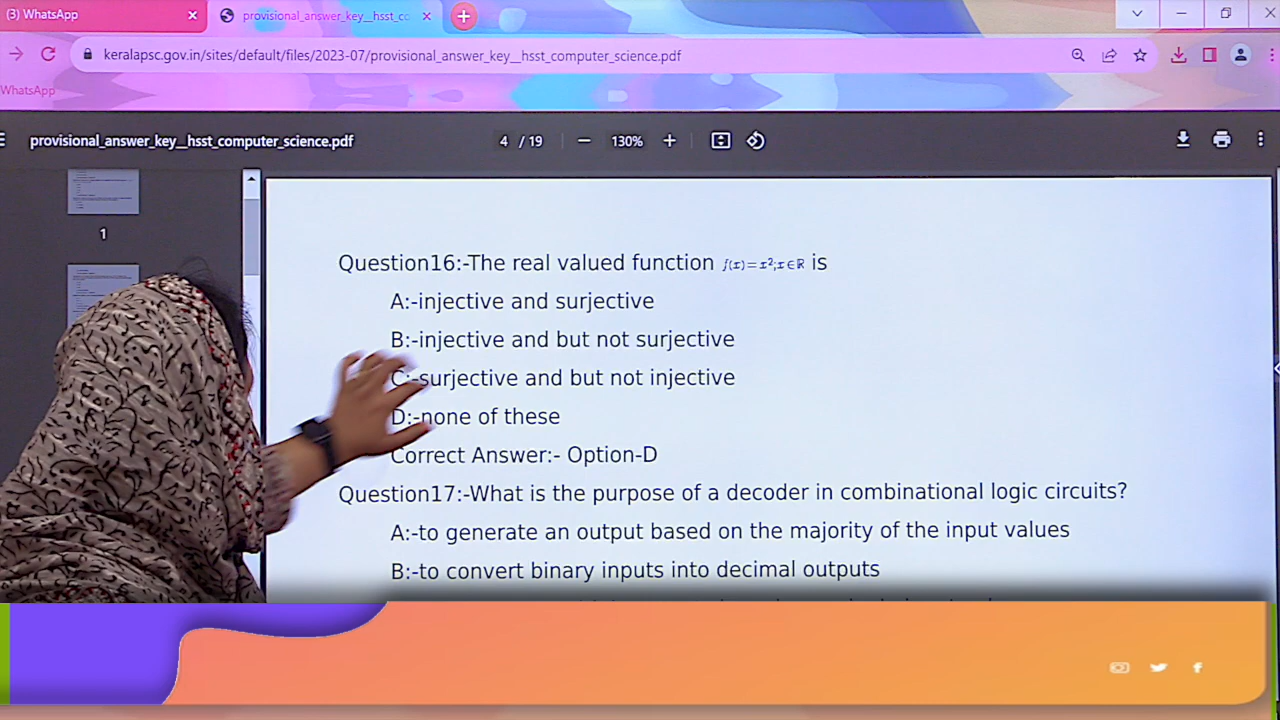 (3) WhatsApp
provisional_answer_key__hsst_co
keralapsc.gov.in/sites/default/files/2023-07/provisional_answer_key__hsst_computer_science.pdf
WhatsApp
provisional_answer_key__hsst_computer_science.pdf
4 / 19
130%
1
Question16:-The real valued function f(x)=x²;x∈ℝ is
A:-injective and surjective
B:-injective and but not surjective
C:-surjective and but not injective
D:-none of these
Correct Answer:- Option-D
Question17:-What is the purpose of a decoder in combinational logic circuits?
A:-to generate an output based on the majority of the input values
B:-to convert binary inputs into decimal outputs